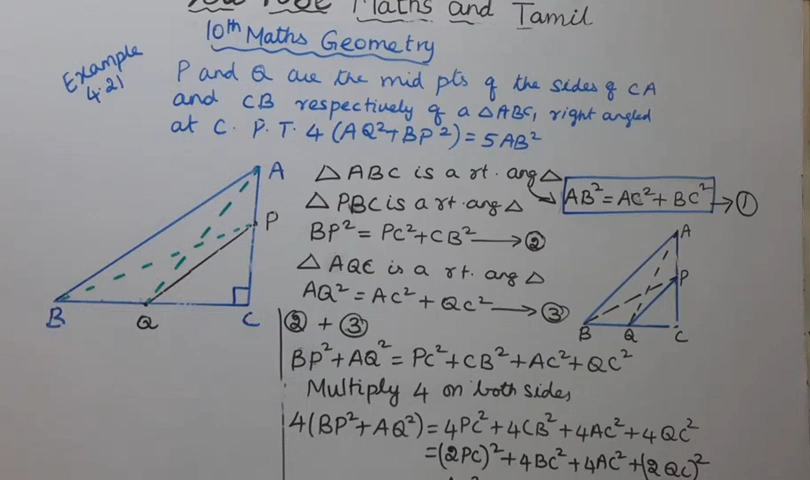 Maths and Tamil
10th Maths Geometry
Example
4.21
P and Q are the mid pts of the sides of CA
and CB respectively of a △ABC, right angled
at C. P.T. 4(AQ²+BP²)=5AB²
△ABC is a rt. ang △
AB²=AC²+BC² → ①
△PBC is a rt. ang △
BP²=PC²+CB² → ②
△AQC is a rt. ang △
AQ²=AC²+QC² → ③
A
P
B
Q
C
A
P
B
Q
C
②+③
BP²+AQ²=PC²+CB²+AC²+QC²
Multiply 4 on both sides
4(BP²+AQ²)=4PC²+4CB²+4AC²+4QC²
=(2PC)²+4BC²+4AC²+(2QC)²